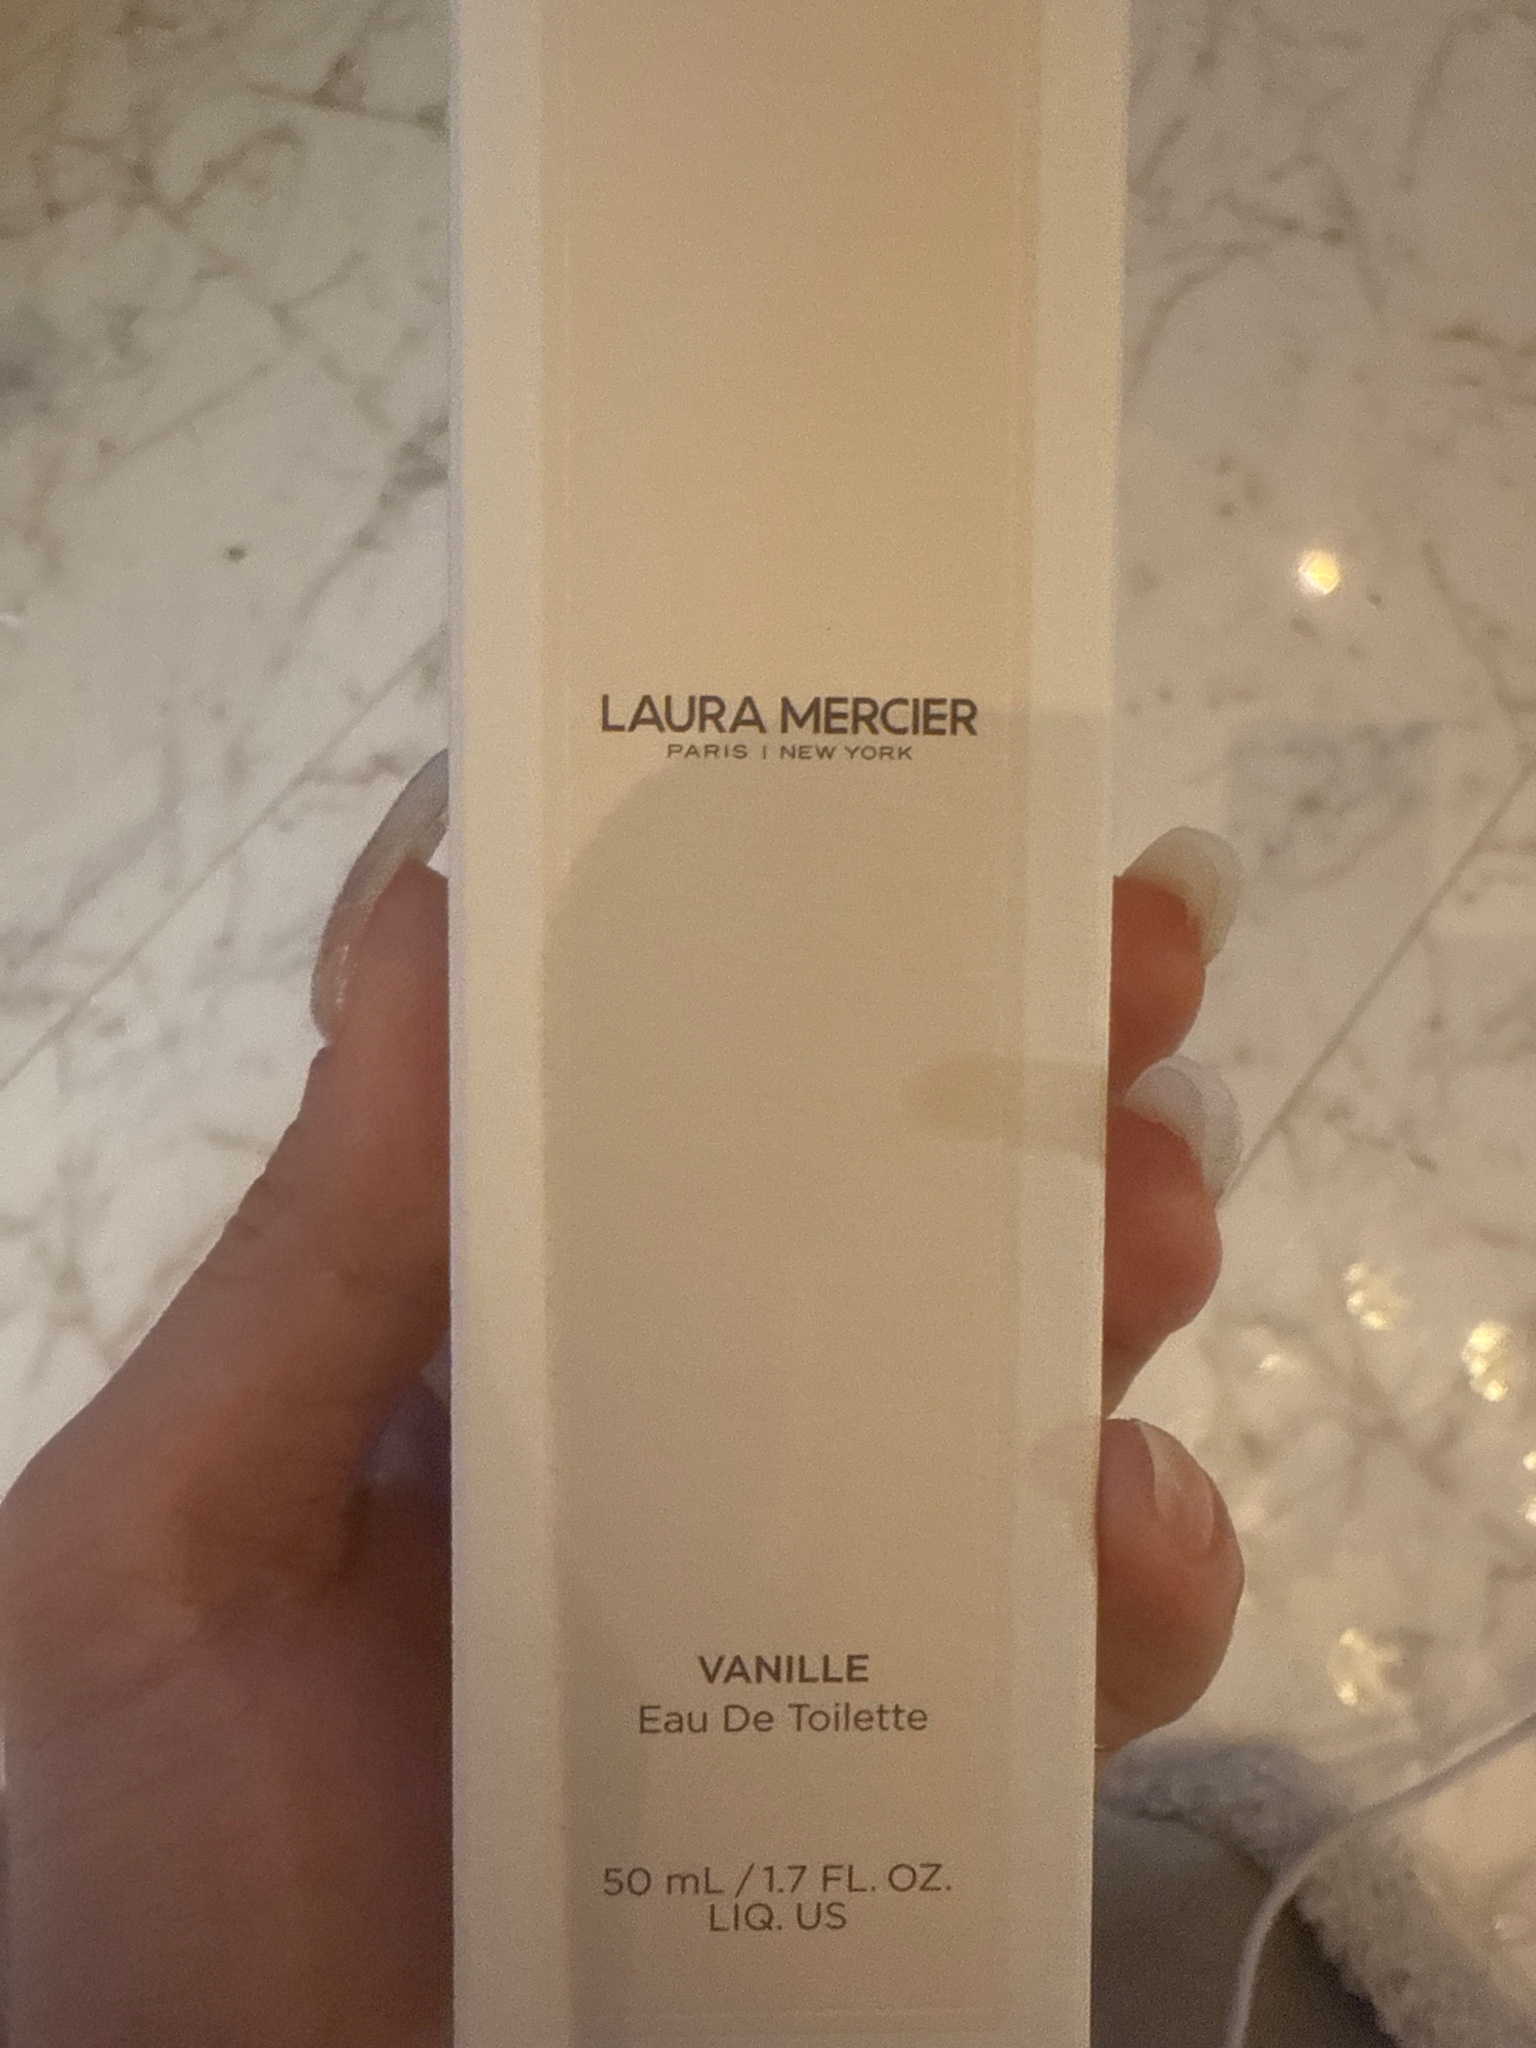 LAURA MERCIER
PARIS | NEW YORK
VANILLE
Eau De Toilette
50 mL / 1.7 FL. OZ.
LIQ. US